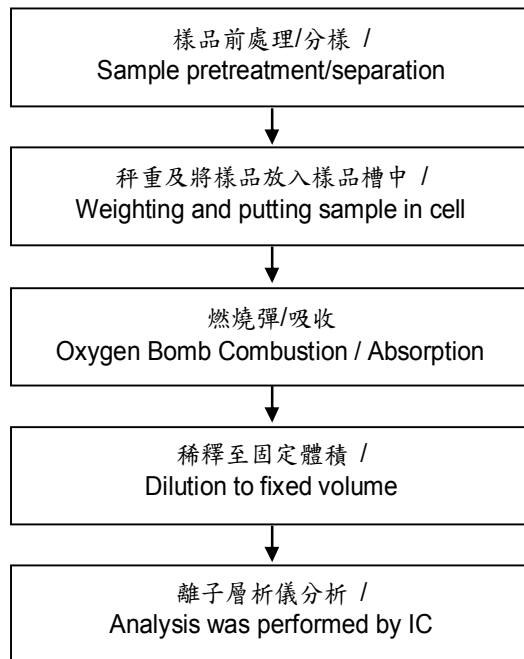 樣品前處理/分樣 /
Sample pretreatment/separation
秤重及將樣品放入樣品槽中 /
Weighting and putting sample in cell
燃燒彈/吸收
Oxygen Bomb Combustion / Absorption
稀釋至固定體積 /
Dilution to fixed volume
離子層析儀分析 /
Analysis was performed by IC